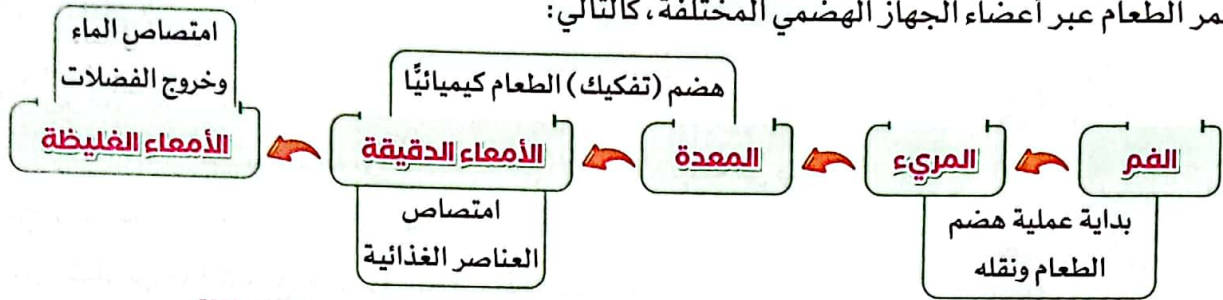 مر الطعام عبر أعضاء الجهاز الهضمي المختلفة، كالتالي:
الفم
المريء
بداية عملية هضم
الطعام ونقله
المعدة
هضم (تفكيك) الطعام كيميائيًّا
الأمعاء الدقيقة
امتصاص
العناصر الغذائية
الأمعاء الغليظة
امتصاص الماء
وخروج الفضلات